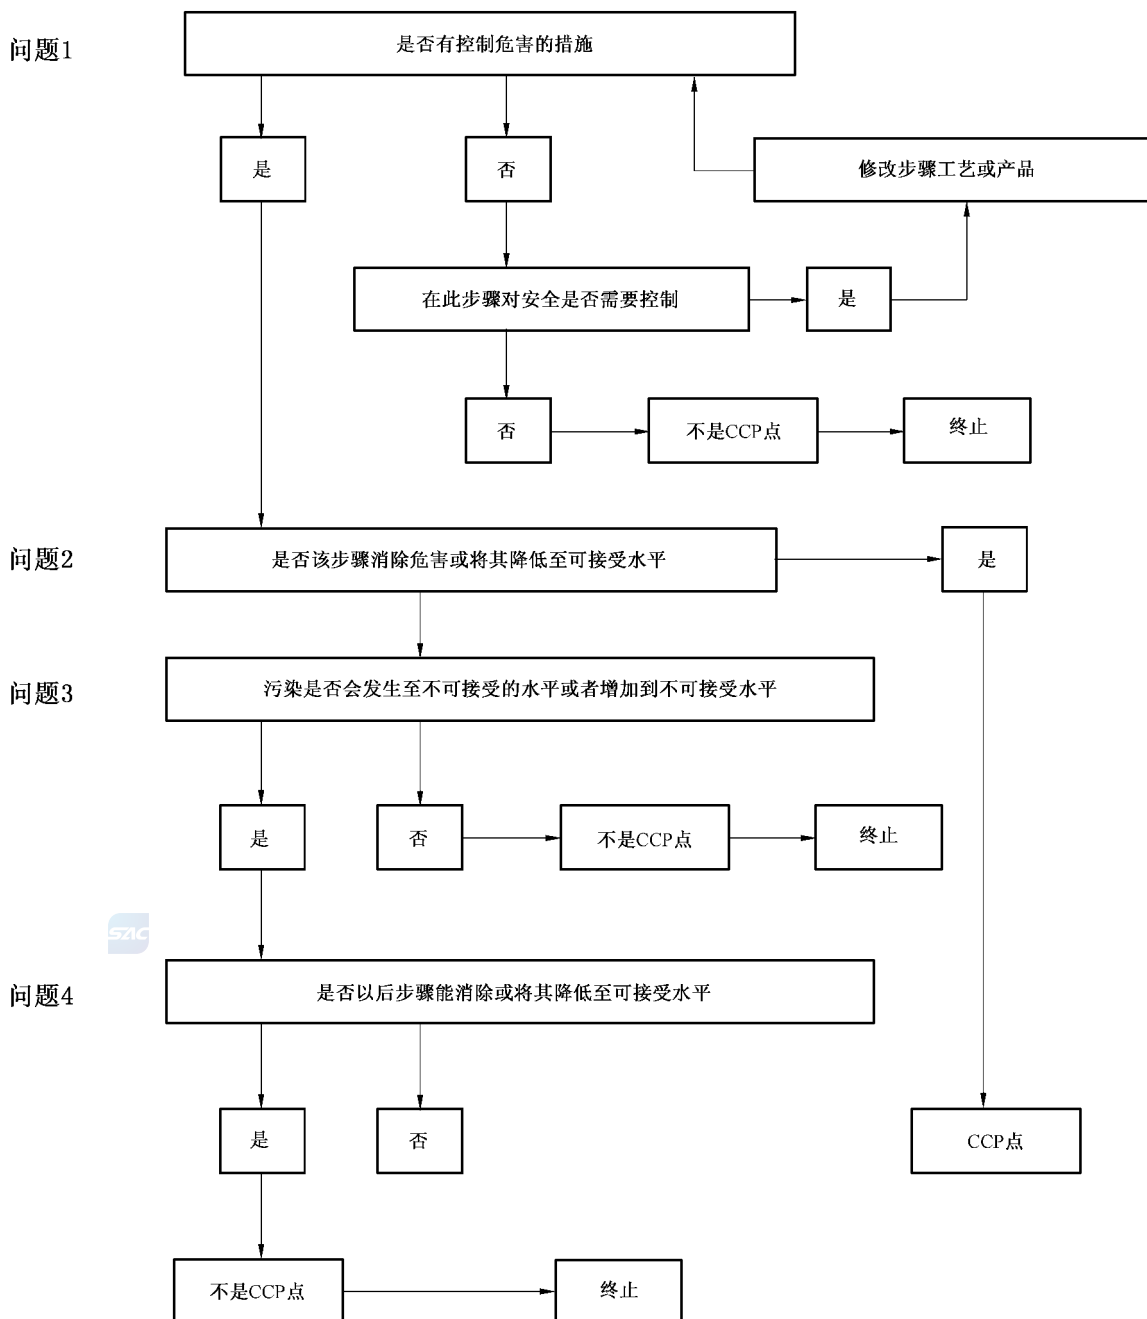 问题1
是否有控制危害的措施
是
否
修改步骤工艺或产品
在此步骤对安全是否需要控制
是
否
不是CCP点
终止
问题2
是否该步骤消除危害或将其降低至可接受水平
是
问题3
污染是否会发生至不可接受的水平或者增加到不可接受水平
是
否
不是CCP点
终止
SAC
问题4
是否以后步骤能消除或将其降低至可接受水平
是
否
CCP点
不是CCP点
终止